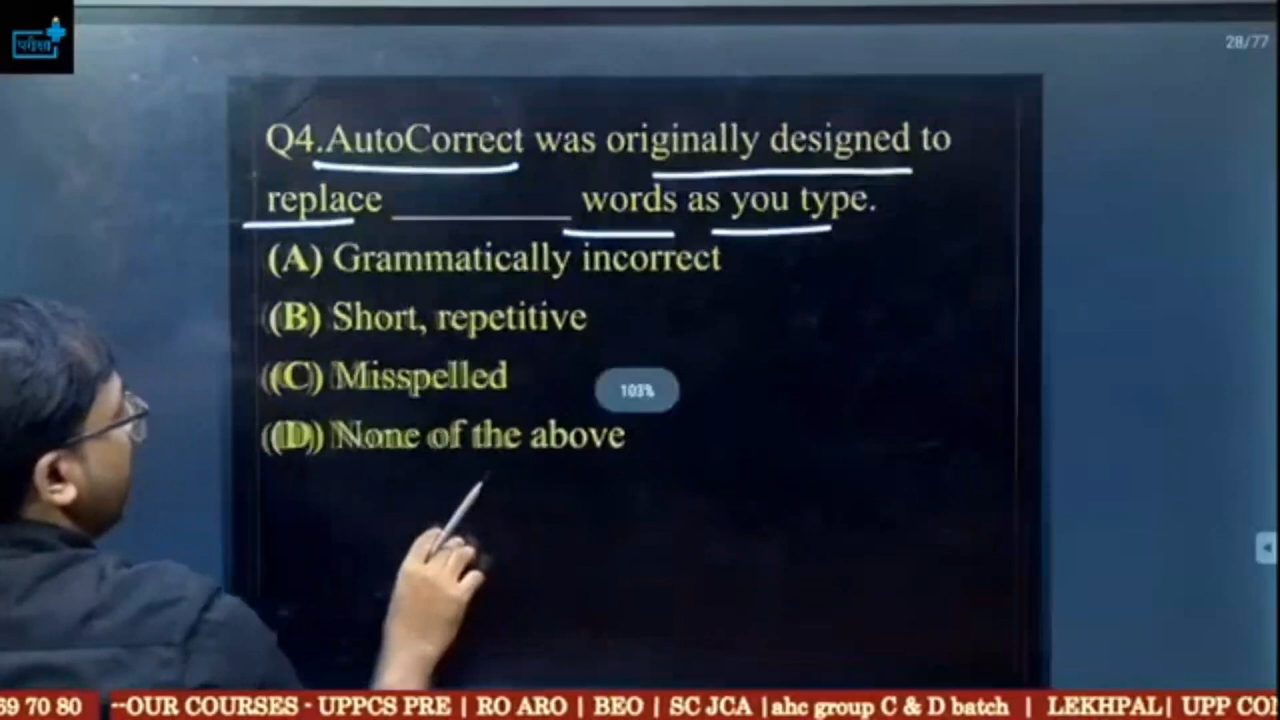 परीक्षा
28/77
Q4.AutoCorrect was originally designed to
replace __________ words as you type.
(A) Grammatically incorrect
(B) Short, repetitive
(C) Misspelled
(D) None of the above
103%
69 70 80 --OUR COURSES - UPPCS PRE | RO ARO | BEO | SC JCA |ahc group C & D batch | LEKHPAL| UPP